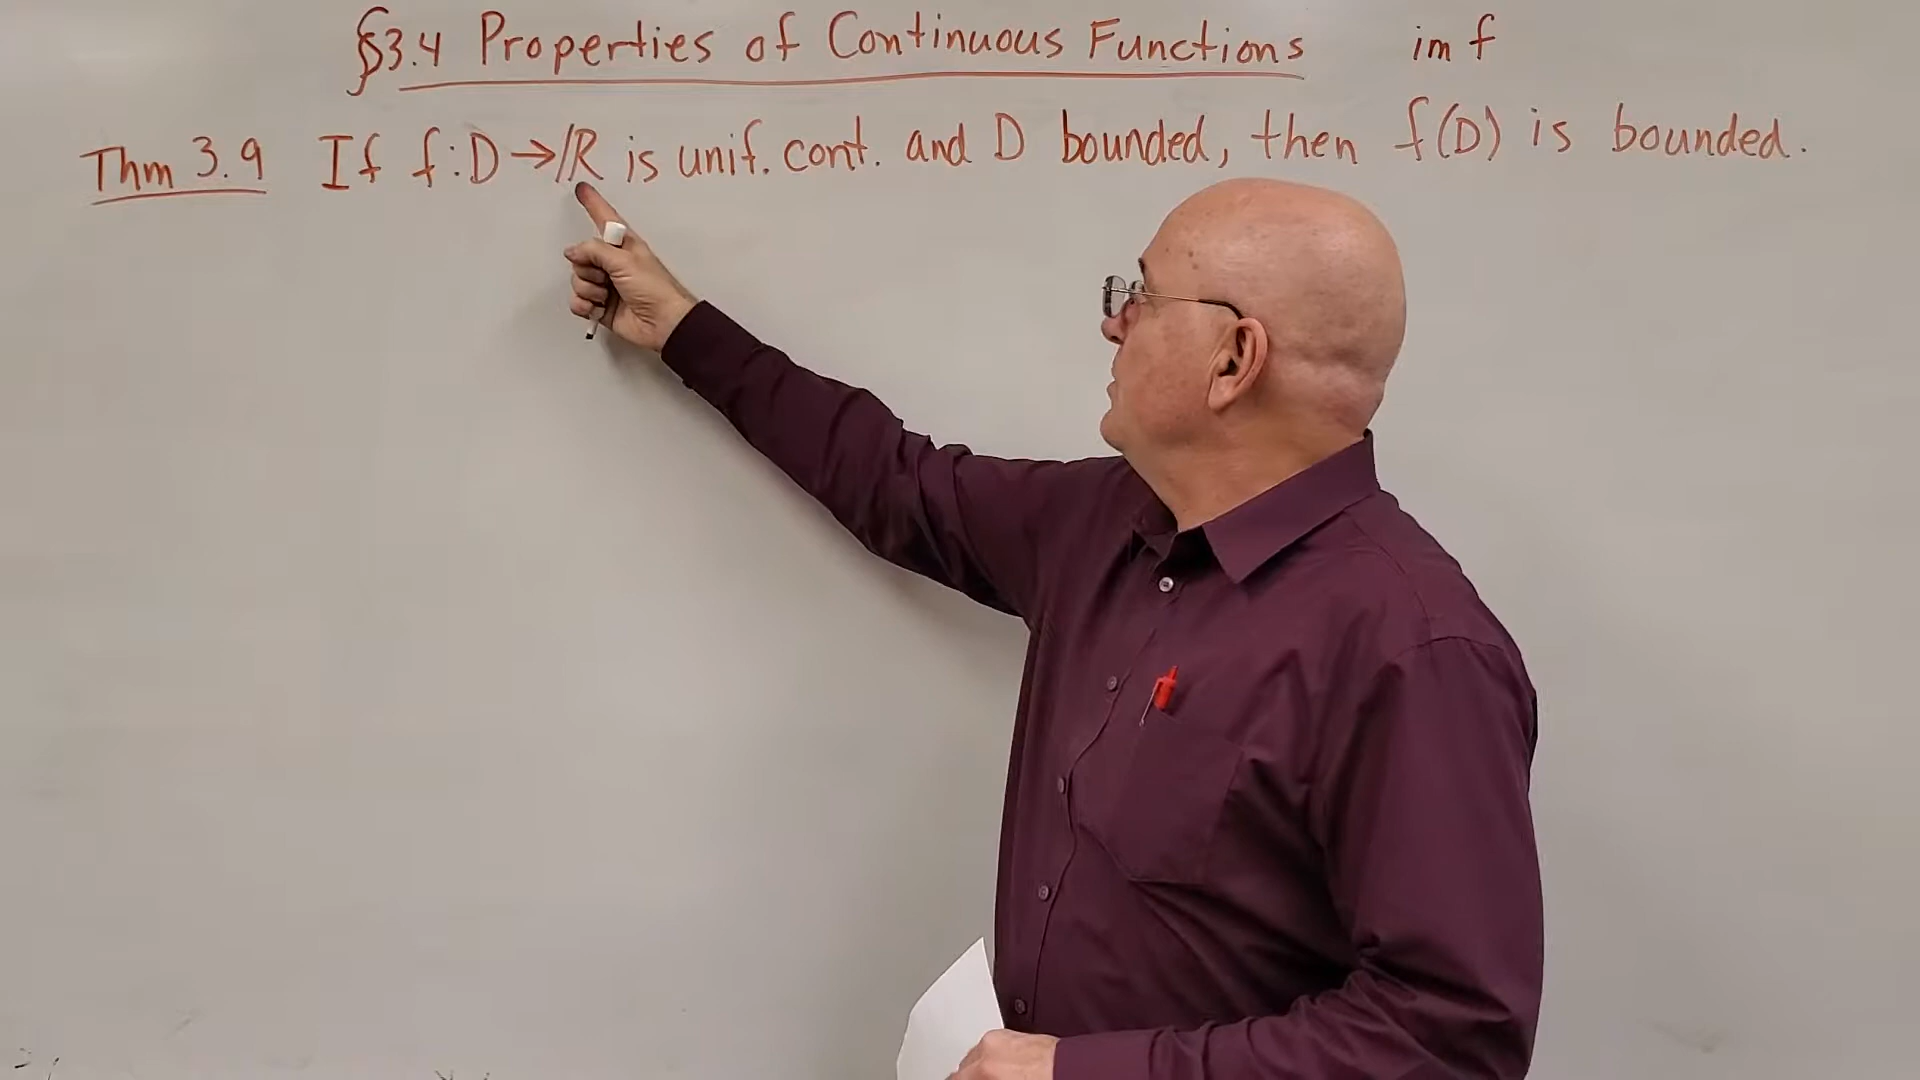 §3.4 Properties of Continuous Functions im f
Thm 3.9 If f:D→ℝ is unif. cont. and D bounded, then f(D) is bounded.